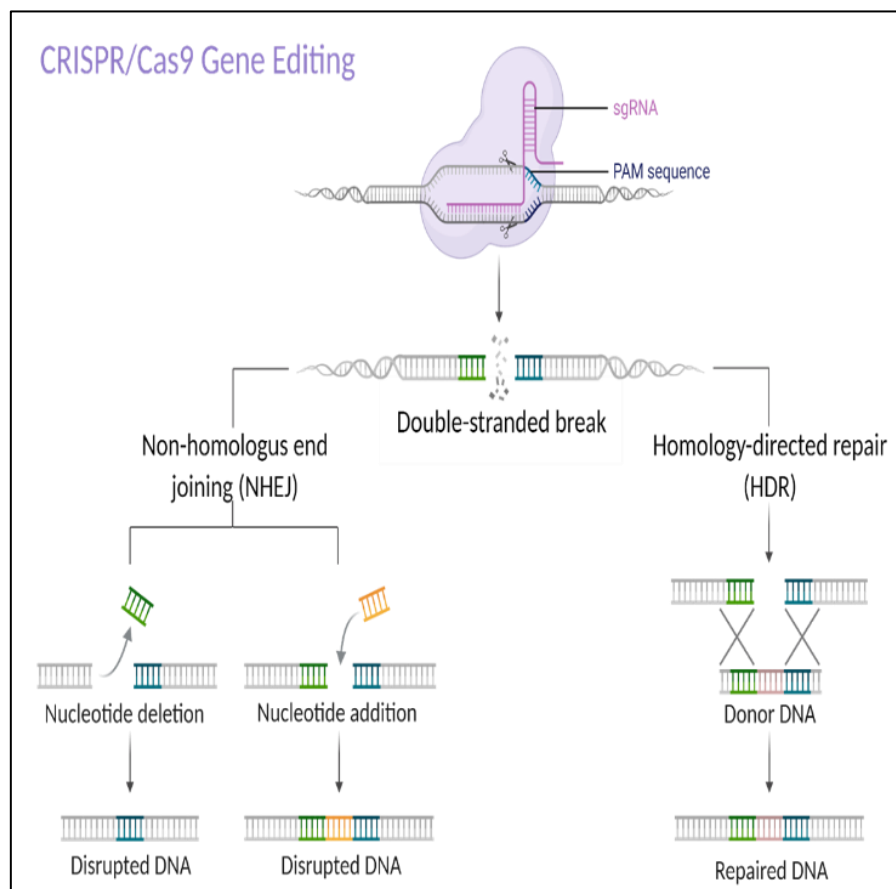 CRISPR/Cas9 Gene Editing
sgRNA
PAM sequence
Double-stranded break
Non-homologus end
joining (NHEJ)
Homology-directed repair
(HDR)
Nucleotide deletion
Nucleotide addition
Donor DNA
Disrupted DNA
Disrupted DNA
Repaired DNA